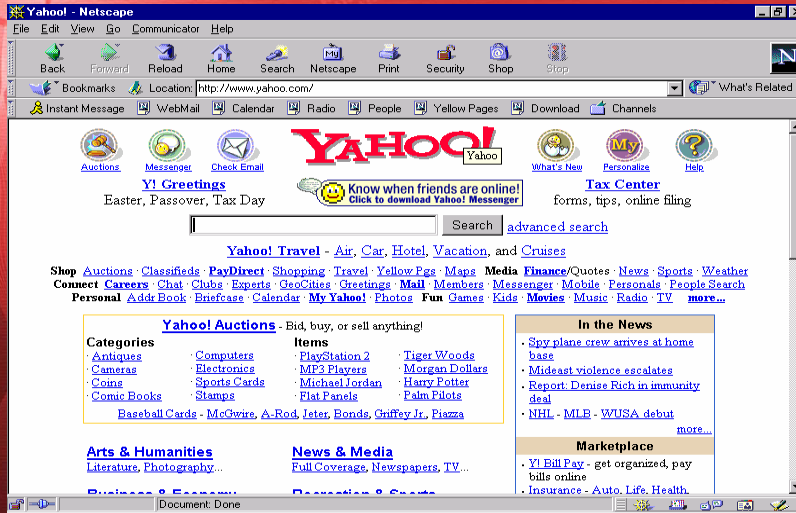 Yahoo! - Netscape
File Edit View Go Communicator Help
Back Forward Reload Home Search Netscape Print Security Shop Stop
Bookmarks Location: http://www.yahoo.com/ What's Related
Instant Message WebMail Calendar Radio People Yellow Pages Download Channels
YAHOO!
Yahoo
Auctions Messenger Check Email What's New Personalize Help
Y! Greetings
Easter, Passover, Tax Day
Know when friends are online!
Click to download Yahoo! Messenger
Tax Center
forms, tips, online filing
Search advanced search
Yahoo! Travel - Air, Car, Hotel, Vacation, and Cruises
Shop Auctions · Classifieds · PayDirect · Shopping · Travel · Yellow Pgs · Maps Media Finance/Quotes · News · Sports · Weather
Connect Careers · Chat · Clubs · Experts · GeoCities · Greetings · Mail · Members · Messenger · Mobile · Personals · People Search
Personal Addr Book · Briefcase · Calendar · My Yahoo! · Photos Fun Games · Kids · Movies · Music · Radio · TV more...
Yahoo! Auctions - Bid, buy, or sell anything!
Categories
· Antiques
· Cameras
· Coins
· Comic Books
· Computers
· Electronics
· Sports Cards
· Stamps
Items
· PlayStation 2
· MP3 Players
· Michael Jordan
· Flat Panels
· Tiger Woods
· Morgan Dollars
· Harry Potter
· Palm Pilots
Baseball Cards - McGwire, A-Rod, Jeter, Bonds, Griffey Jr., Piazza
In the News
· Spy plane crew arrives at home
base
· Mideast violence escalates
· Report: Denise Rich in immunity
deal
· NHL - MLB - WUSA debut
more...
Marketplace
· Y! Bill Pay - get organized, pay
bills online
· Insurance - Auto, Life, Health,
Arts & Humanities
Literature, Photography...
News & Media
Full Coverage, Newspapers, TV...
Business & Economy
Recreation & Sports
Document: Done